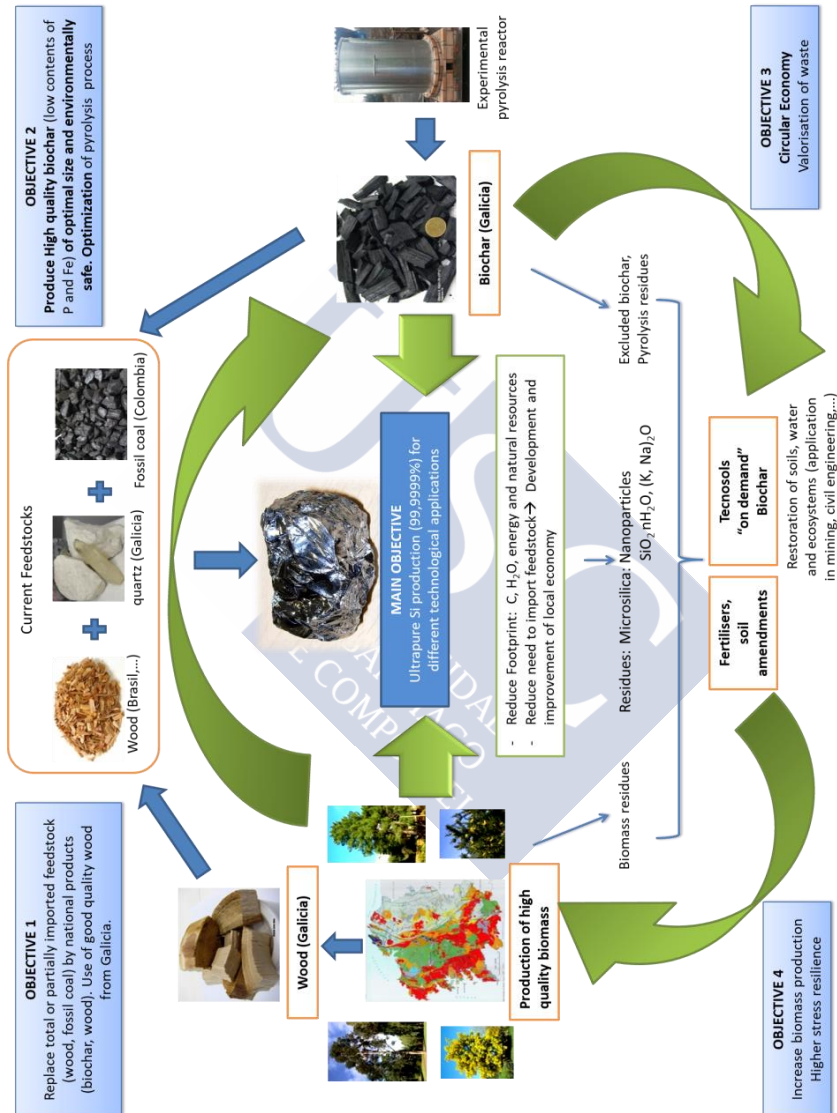 OBJECTIVE 1
Replace total or partially imported feedstock
(wood, fossil coal) by national products
(biochar, wood). Use of good quality wood
from Galicia.
Current Feedstocks
Wood (Brasil,...)
quartz (Galicia)
Fossil coal (Colombia)
OBJECTIVE 2
Produce High quality biochar (low contents of
P and Fe) of optimal size and environmentally
safe. Optimization of pyrolysis process
Wood (Galicia)
Production of high
quality biomass
MAIN OBJECTIVE
Ultrapure Si production (99,9999%) for
different technological applications
- Reduce Footprint: C, H₂O, energy and natural resources
- Reduce need to import feedstock→ Development and
improvement of local economy
Biochar (Galicia)
Experimental
pyrolysis reactor
Biomass residues
Residues: Microsilica: Nanoparticles
SiO₂ nH₂O, (K, Na)₂O
Excluded biochar,
Pyrolysis residues
Fertilisers,
soil
amendments
Tecnosols
"on demand"
Biochar
Restoration of soils, water
and ecosystems (application
in mining, civil engineering,...)
OBJECTIVE 4
Increase biomass production
Higher stress resilience
OBJECTIVE 3
Circular Economy
Valorisation of waste
USC